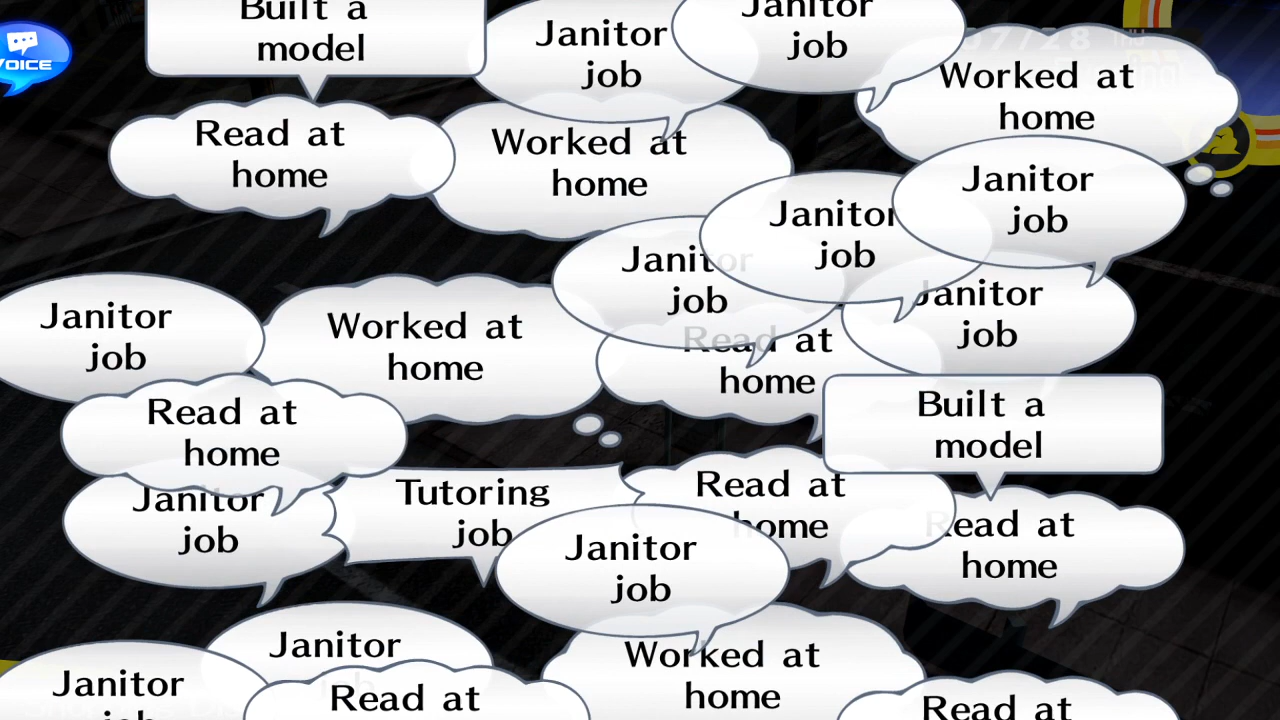 Built a
model
Janitor
job
Janitor
job
07/28
Worked at
home
VOICE
Read at
home
Worked at
home
Janitor
job
Janitor
job
Janitor
job
Janitor
job
Janitor
job
Worked at
home
Read at
home
Read at
home
Built a
model
Janitor
job
Tutoring
job
Read at
home
Read at
home
Janitor
job
Janitor
Worked at
home
Janitor
job
Read at
Read at